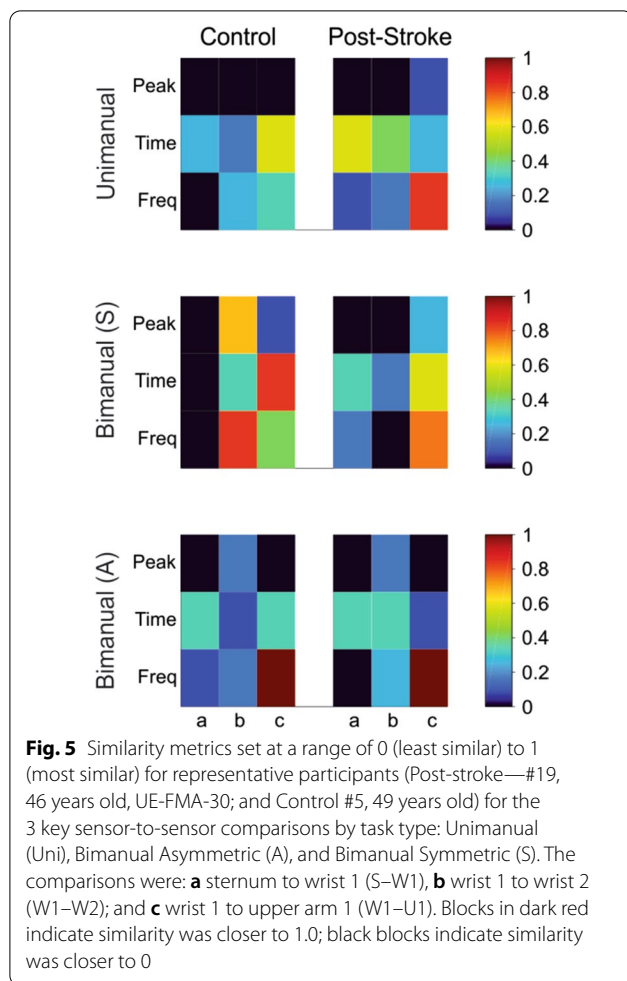 Control Post-Stroke
Unimanual
Peak
Time
Freq
1
0.8
0.6
0.4
0.2
0
Bimanual (S)
Peak
Time
Freq
1
0.8
0.6
0.4
0.2
0
Bimanual (A)
Peak
Time
Freq
1
0.8
0.6
0.4
0.2
0
a b c a b c
Fig. 5 Similarity metrics set at a range of 0 (least similar) to 1
(most similar) for representative participants (Post-stroke—#19,
46 years old, UE-FMA-30; and Control #5, 49 years old) for the
3 key sensor-to-sensor comparisons by task type: Unimanual
(Uni), Bimanual Asymmetric (A), and Bimanual Symmetric (S). The
comparisons were: a sternum to wrist 1 (S–W1), b wrist 1 to wrist 2
(W1–W2); and c wrist 1 to upper arm 1 (W1–U1). Blocks in dark red
indicate similarity was closer to 1.0; black blocks indicate similarity
was closer to 0